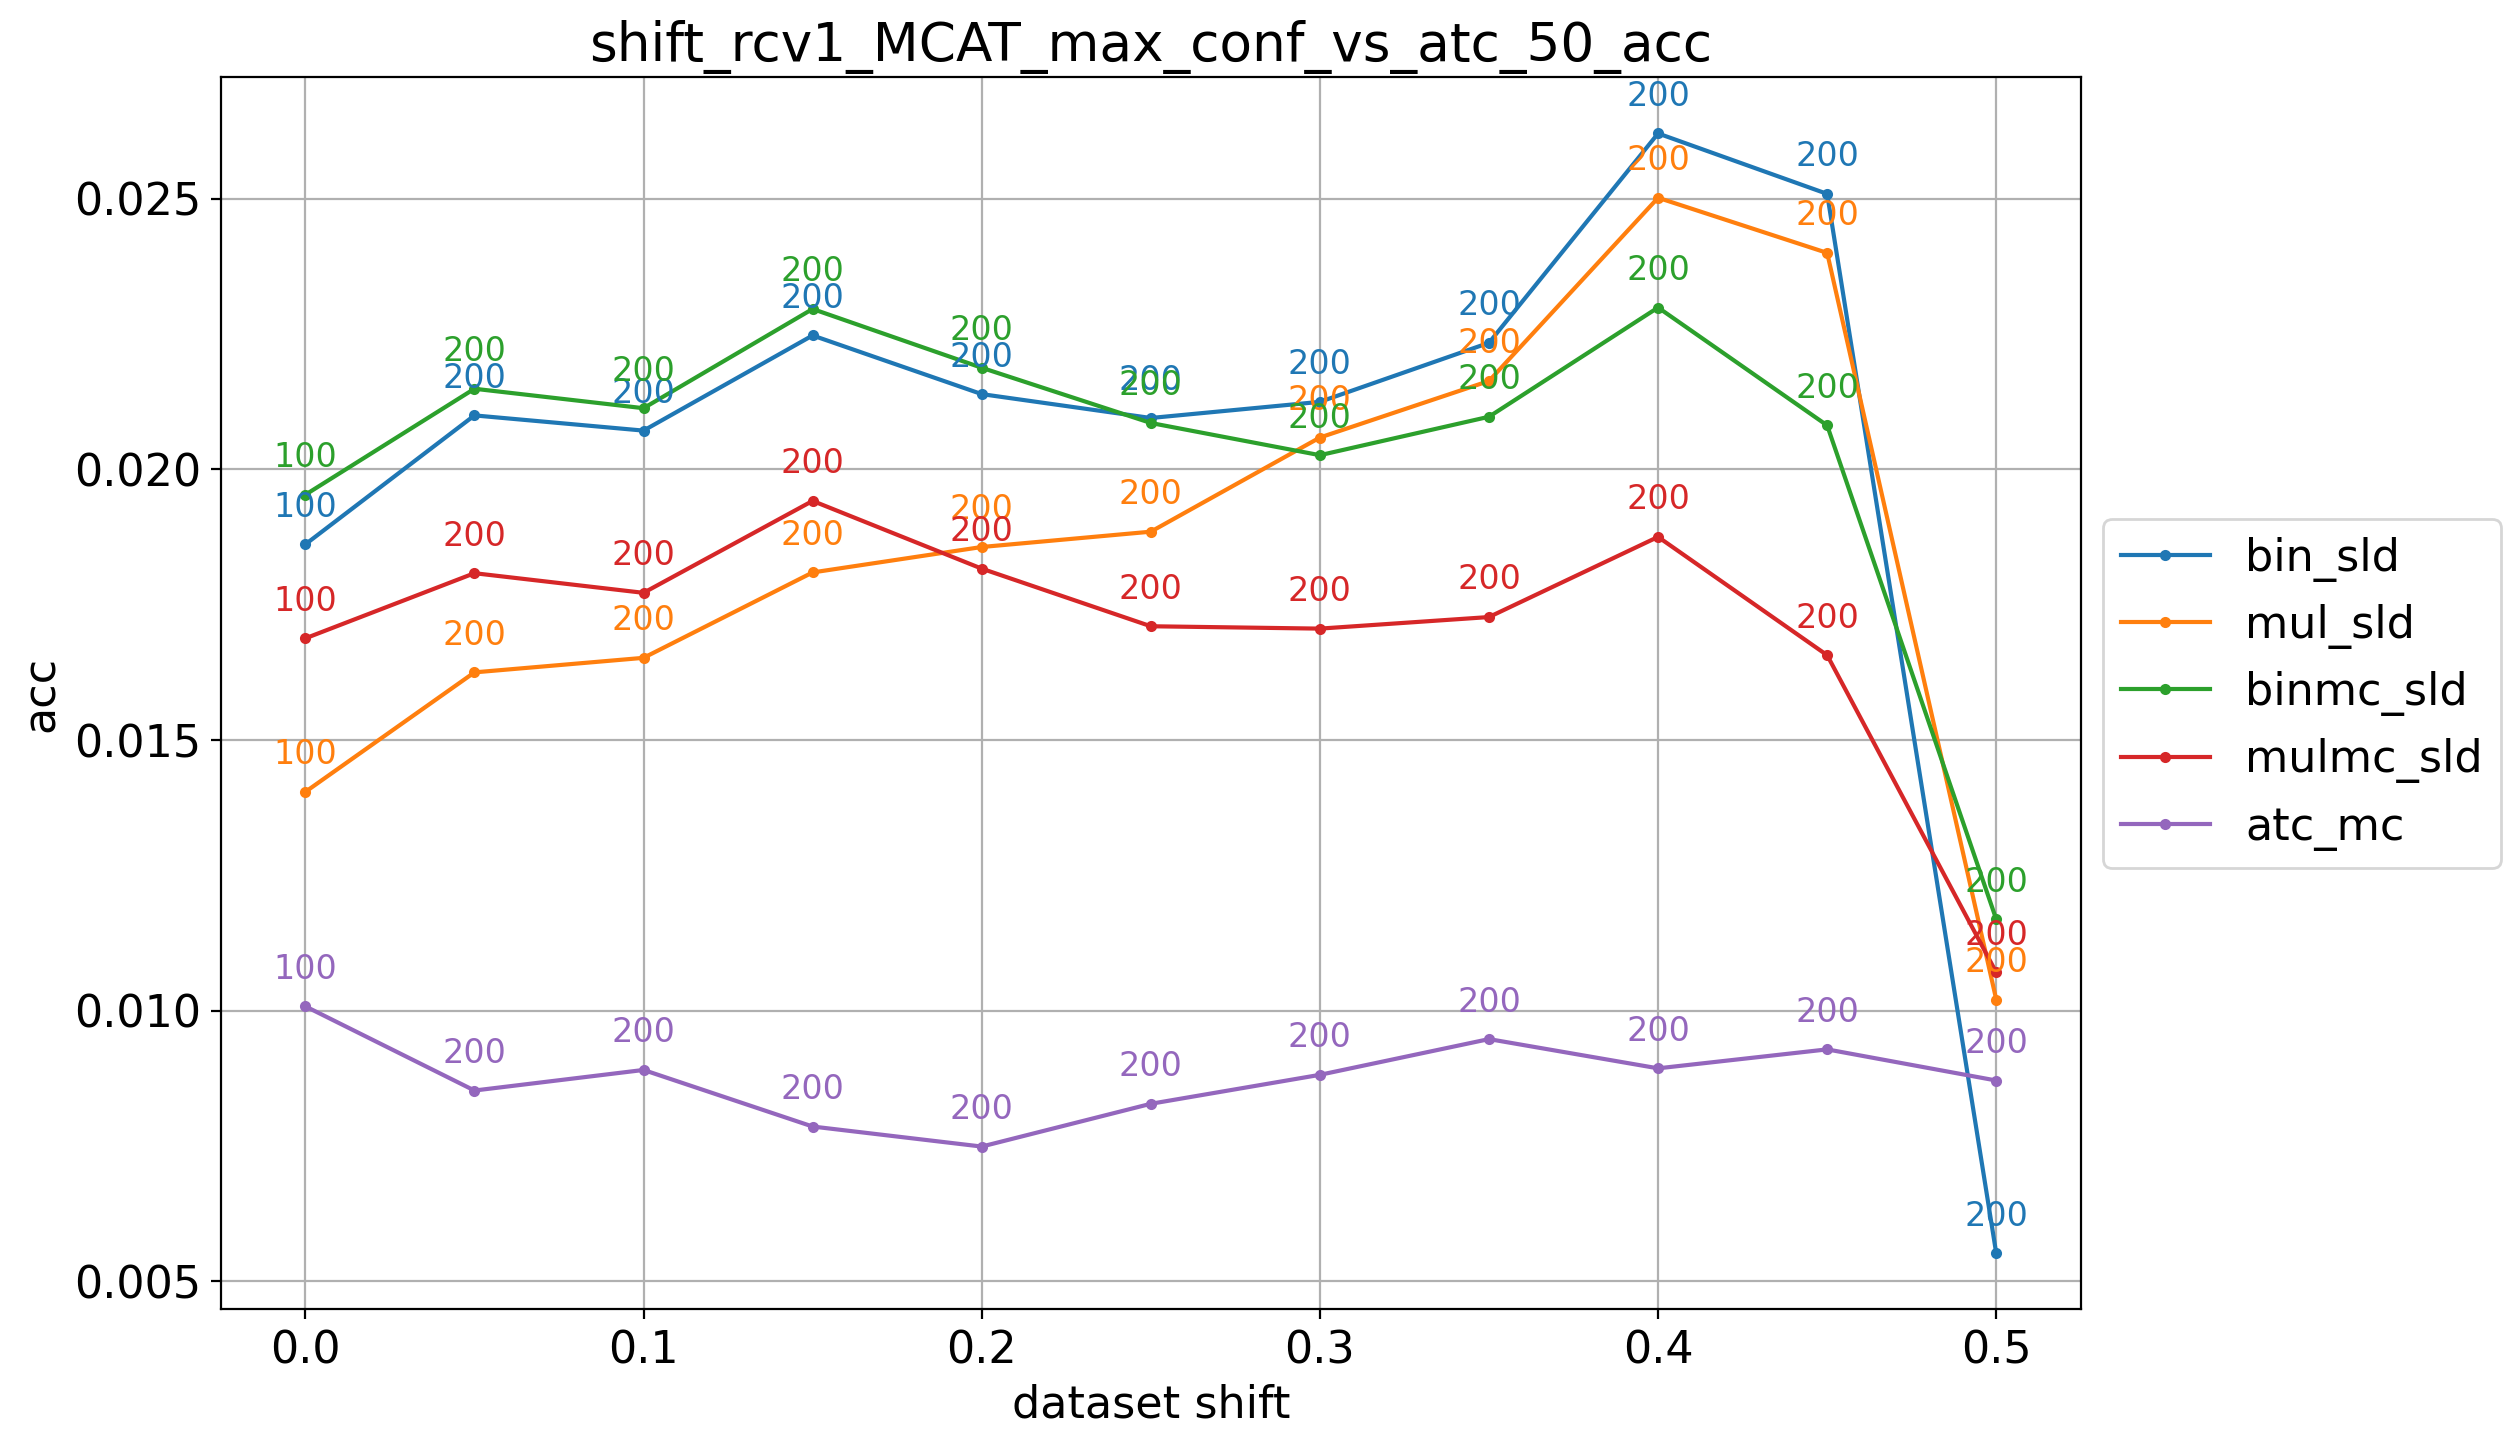 shift_rcv1_MCAT_max_conf_vs_atc_50_acc
acc
0.025
0.020
0.015
0.010
0.005
100 200 200 200 200 200 200 200 200 200 200
100 200 200 200 200 200 200 200 200 200 200
100 200 200 200 200 200 200 200 200 200 200
100 200 200 200 200 200 200 200 200 200 200
100 200 200 200 200 200 200 200 200 200 200
0.0 0.1 0.2 0.3 0.4 0.5
dataset shift
bin_sld
mul_sld
binmc_sld
mulmc_sld
atc_mc